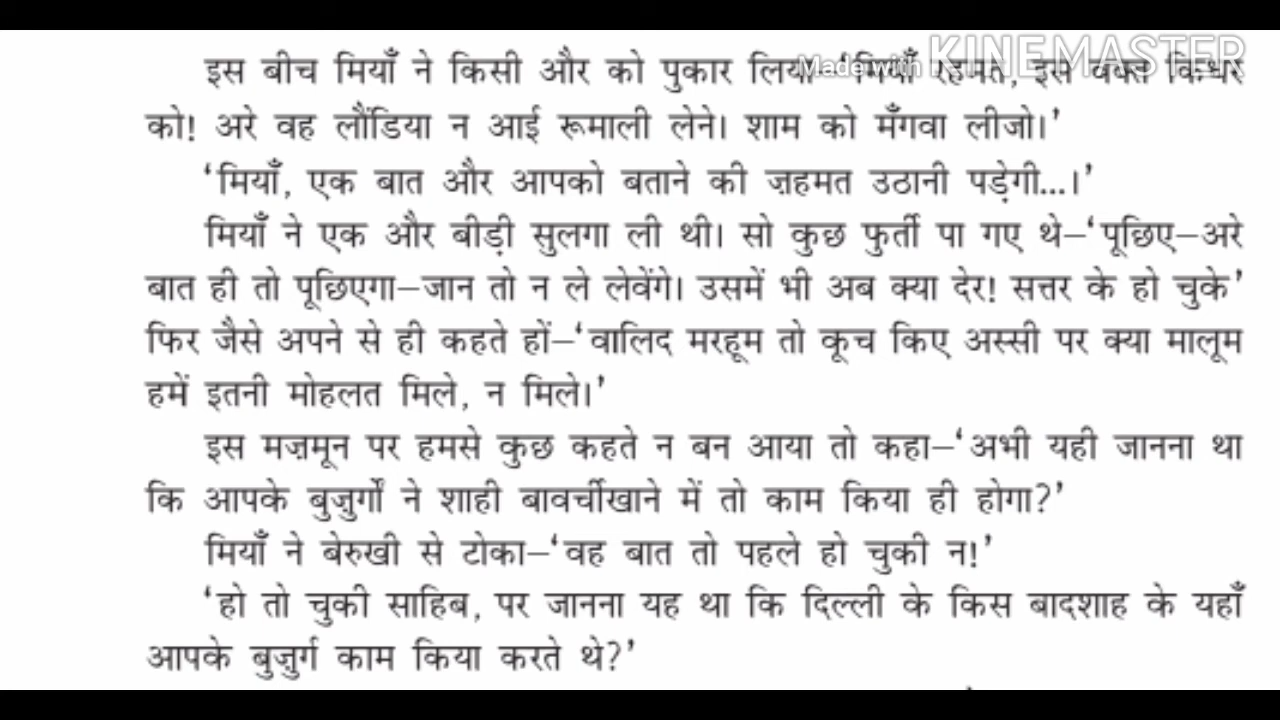 इस बीच मियाँ ने किसी और को पुकार लिया–‘मियाँ रहमत, इस वक्त किधर
Made with KINEMASTER
को! अरे वह लौंडिया न आई रूमाली लेने। शाम को मँगवा लीजो।’
‘मियाँ, एक बात और आपको बताने की ज़हमत उठानी पड़ेगी...।’
मियाँ ने एक और बीड़ी सुलगा ली थी। सो कुछ फुर्ती पा गए थे–‘पूछिए–अरे
बात ही तो पूछिएगा–जान तो न ले लेवेंगे। उसमें भी अब क्या देर! सत्तर के हो चुके’
फिर जैसे अपने से ही कहते हों–‘वालिद मरहूम तो कूच किए अस्सी पर क्या मालूम
हमें इतनी मोहलत मिले, न मिले।’
इस मज़मून पर हमसे कुछ कहते न बन आया तो कहा–‘अभी यही जानना था
कि आपके बुज़ुर्गों ने शाही बावर्चीखाने में तो काम किया ही होगा?’
मियाँ ने बेरुखी से टोका–‘वह बात तो पहले हो चुकी न!’
‘हो तो चुकी साहिब, पर जानना यह था कि दिल्ली के किस बादशाह के यहाँ
आपके बुज़ुर्ग काम किया करते थे?’